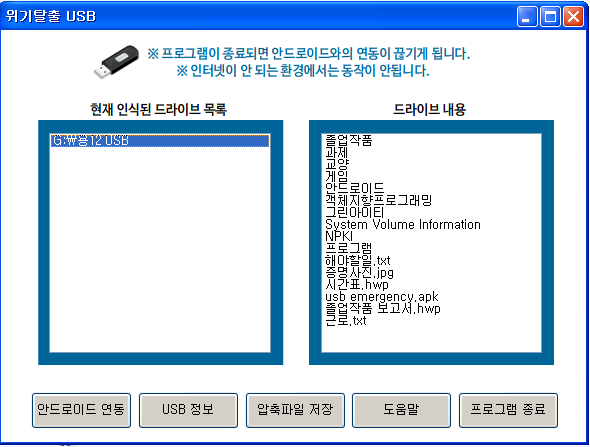 위기탈출 USB
※ 프로그램이 종료되면 안드로이드와의 연동이 끊기게 됩니다.
※ 인터넷이 안 되는 환경에서는 동작이 안됩니다.
현재 인식된 드라이브 목록
G:₩용12 USB
드라이브 내용
졸업작품
과제
교양
게임
안드로이드
객체지향프로그래밍
그린아이티
System Volume Information
NPKI
프로그램
해야할일.txt
증명사진.jpg
시간표.hwp
usb emergency.apk
졸업작품 보고서.hwp
근로.txt
안드로이드 연동
USB 정보
압축파일 저장
도움말
프로그램 종료